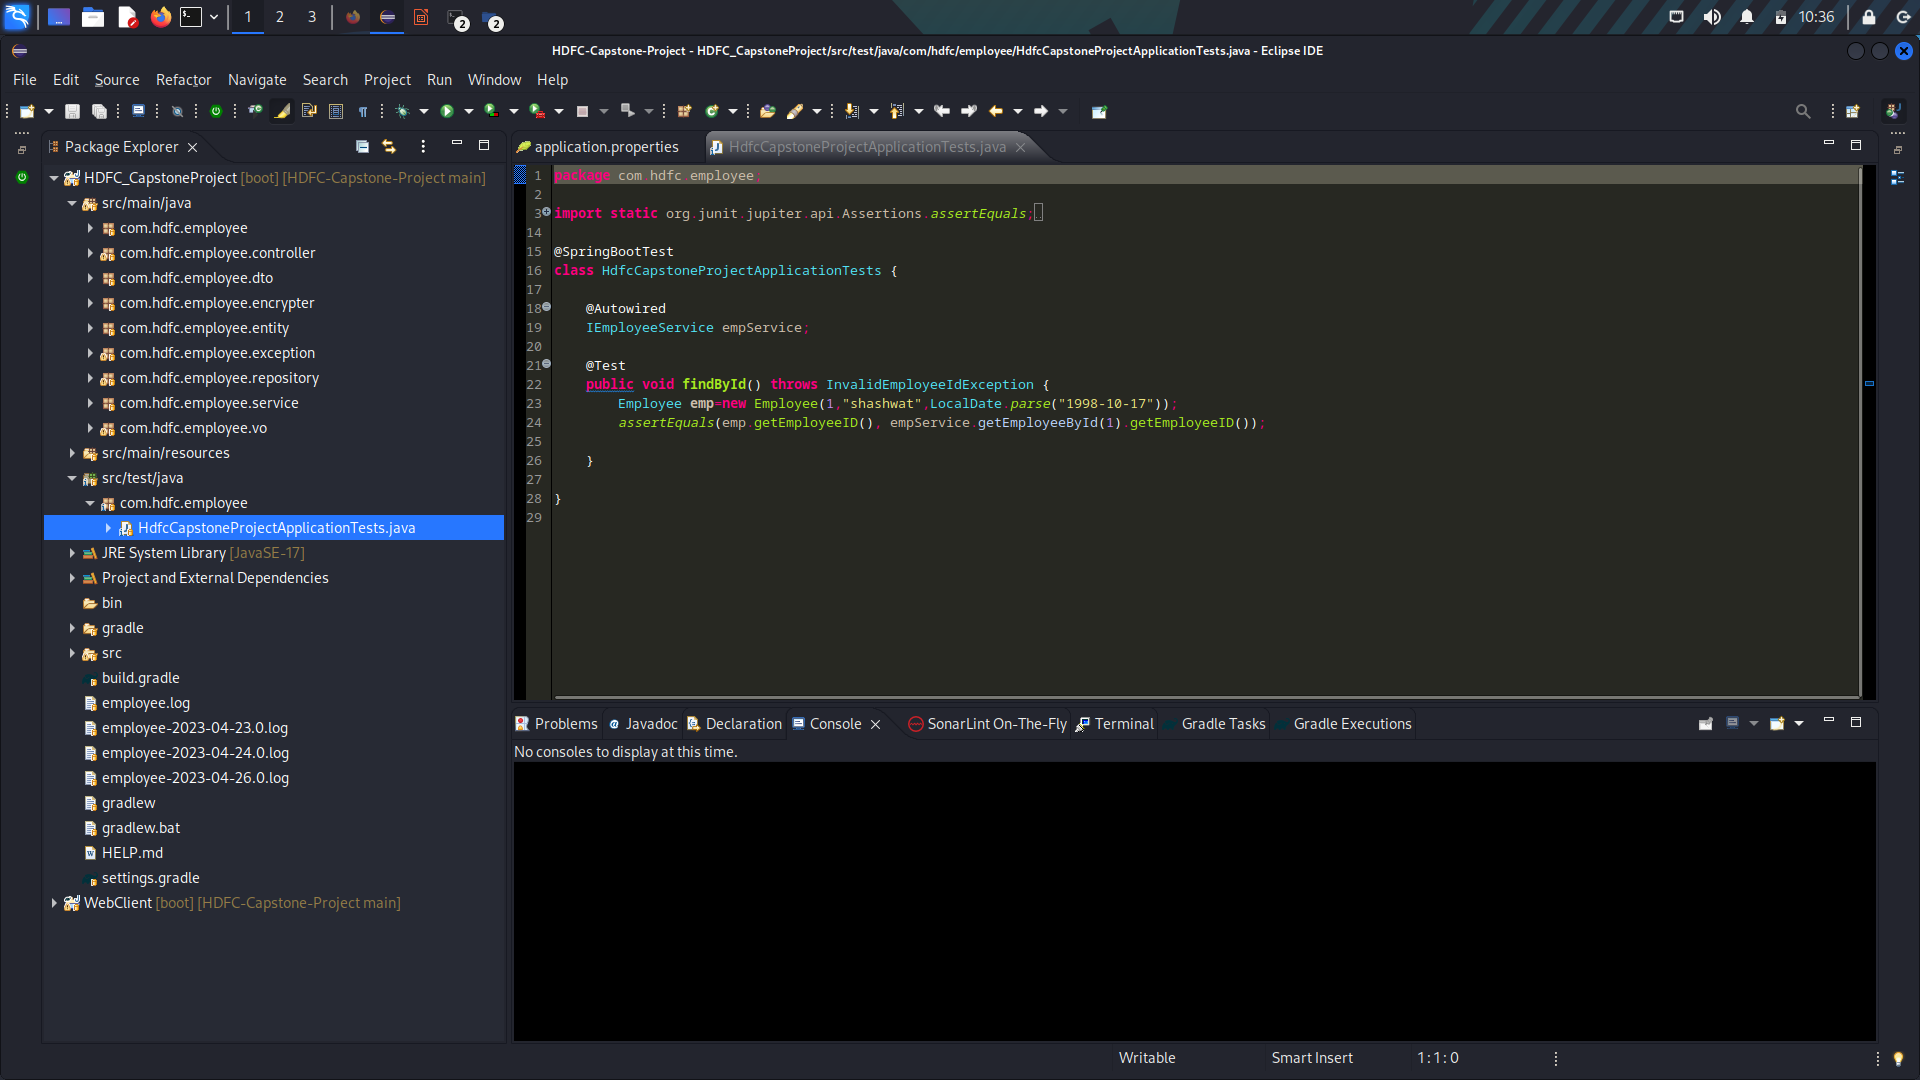 1 2 3 2 2 10:36
HDFC-Capstone-Project - HDFC_CapstoneProject/src/test/java/com/hdfc/employee/HdfcCapstoneProjectApplicationTests.java - Eclipse IDE
File Edit Source Refactor Navigate Search Project Run Window Help
Package Explorer
HDFC_CapstoneProject [boot] [HDFC-Capstone-Project main]
src/main/java
com.hdfc.employee
com.hdfc.employee.controller
com.hdfc.employee.dto
com.hdfc.employee.encrypter
com.hdfc.employee.entity
com.hdfc.employee.exception
com.hdfc.employee.repository
com.hdfc.employee.service
com.hdfc.employee.vo
src/main/resources
src/test/java
com.hdfc.employee
HdfcCapstoneProjectApplicationTests.java
JRE System Library [JavaSE-17]
Project and External Dependencies
bin
gradle
src
build.gradle
employee.log
employee-2023-04-23.0.log
employee-2023-04-24.0.log
employee-2023-04-26.0.log
gradlew
gradlew.bat
HELP.md
settings.gradle
WebClient [boot] [HDFC-Capstone-Project main]
application.properties HdfcCapstoneProjectApplicationTests.java
1 package com.hdfc.employee;
2
3 import static org.junit.jupiter.api.Assertions.assertEquals;
14
15 @SpringBootTest
16 class HdfcCapstoneProjectApplicationTests {
17
18 @Autowired
19 IEmployeeService empService;
20
21 @Test
22 public void findById() throws InvalidEmployeeIdException {
23 Employee emp=new Employee(1,"shashwat",LocalDate.parse("1998-10-17"));
24 assertEquals(emp.getEmployeeID(), empService.getEmployeeById(1).getEmployeeID());
25
26 }
27
28 }
29
Problems Javadoc Declaration Console SonarLint On-The-Fly Terminal Gradle Tasks Gradle Executions
No consoles to display at this time.
Writable Smart Insert 1:1:0